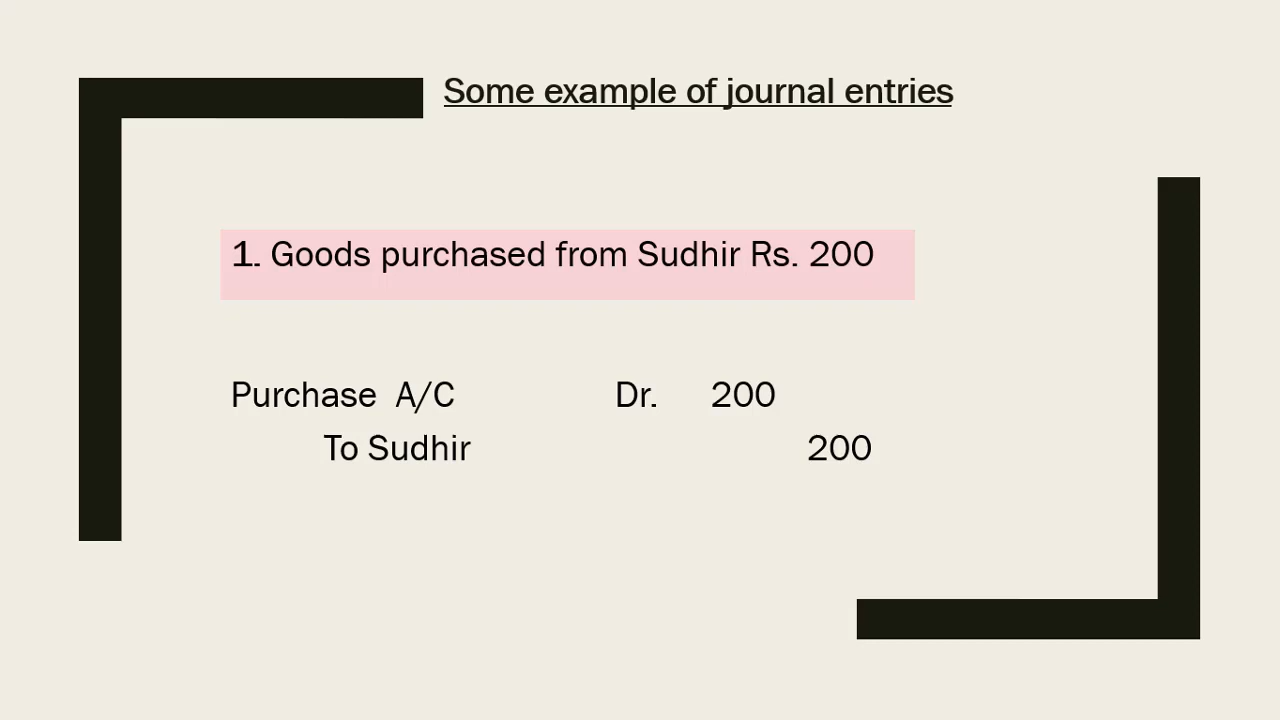 Some example of journal entries
1. Goods purchased from Sudhir Rs. 200
Purchase A/C Dr. 200
To Sudhir 200